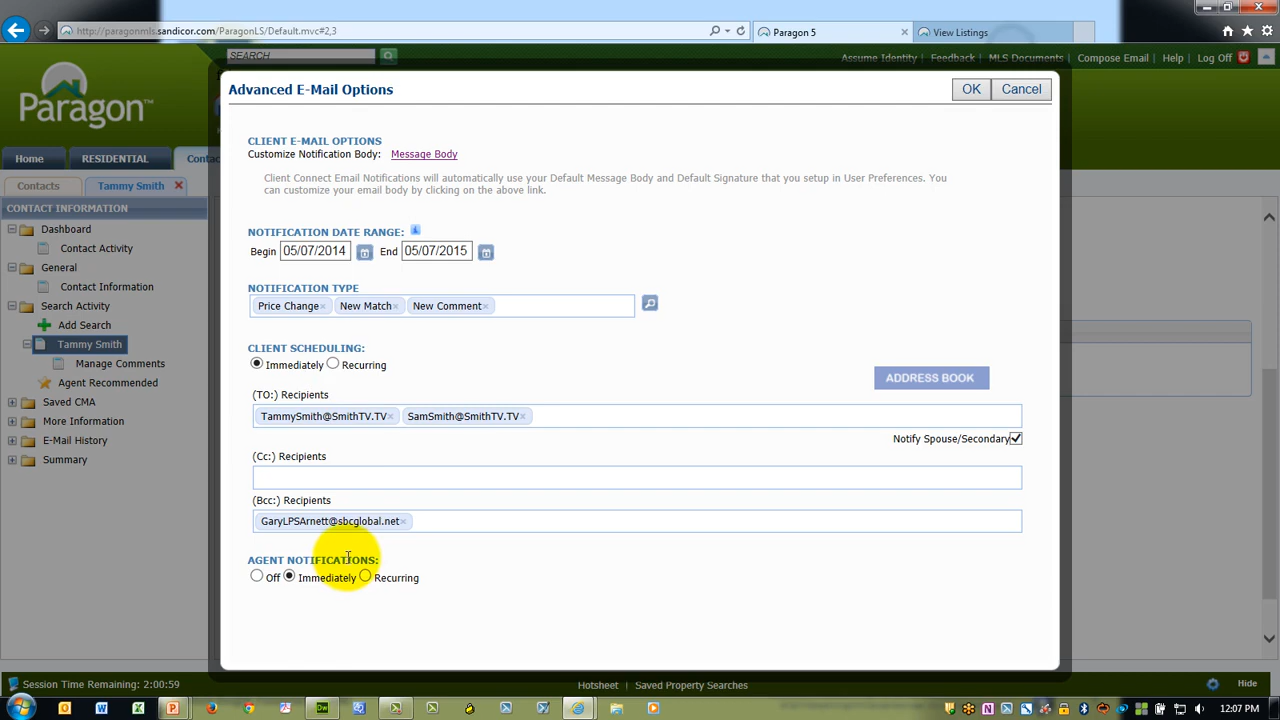 http://paragonmls.sandicor.com/ParagonLS/Default.mvc#2,3
Paragon 5
View Listings
SEARCH
Assume Identity | Feedback | MLS Documents | Compose Email | Help | Log Off
Paragon™
Home
RESIDENTIAL
Contac
Contacts
Tammy Smith
CONTACT INFORMATION
Dashboard
Contact Activity
General
Contact Information
Search Activity
Add Search
Tammy Smith
Manage Comments
Agent Recommended
Saved CMA
More Information
E-Mail History
Summary
Advanced E-Mail Options
OK
Cancel
CLIENT E-MAIL OPTIONS
Customize Notification Body: Message Body
Client Connect Email Notifications will automatically use your Default Message Body and Default Signature that you setup in User Preferences. You
can customize your email body by clicking on the above link.
NOTIFICATION DATE RANGE:
Begin 05/07/2014 End 05/07/2015
NOTIFICATION TYPE
Price Change× New Match× New Comment×
CLIENT SCHEDULING:
Immediately Recurring
ADDRESS BOOK
(TO:) Recipients
TammySmith@SmithTV.TV× SamSmith@SmithTV.TV×
Notify Spouse/Secondary
(Cc:) Recipients
(Bcc:) Recipients
GaryLPSArnett@sbcglobal.net×
AGENT NOTIFICATIONS:
Off Immediately Recurring
Session Time Remaining: 2:00:59
Hotsheet | Saved Property Searches
Hide
12:07 PM